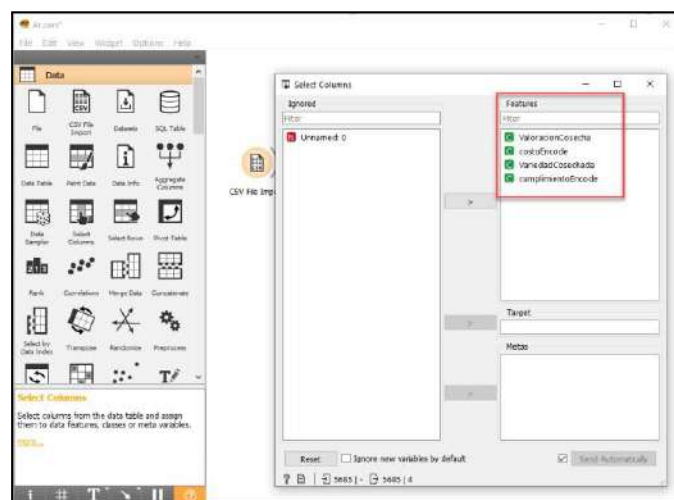 File Edit View Widget Options Help
Data
File
CSV File Import
Datasets
SQL Table
Data Table
Paint Data
Data Info
Aggregate Columns
Data Sampler
Select Columns
Select Rows
Pivot Table
Rank
Correlations
Merge Data
Concatenate
Select by Data Index
Transpose
Randomize
Preprocess
Select Columns
Select columns from the data table and assign
them to data features, classes or meta variables.
more...
CSV File Imp
Select Columns
Ignored
Filter
Unnamed: 0
Features
Filter
ValoracionCosecha
costoEncode
VariedadCosechada
cumplimientoEncode
>
Target
>
Metas
>
Reset
Ignore new variables by default
Send Automatically
? 5685 | - 5685 | 4